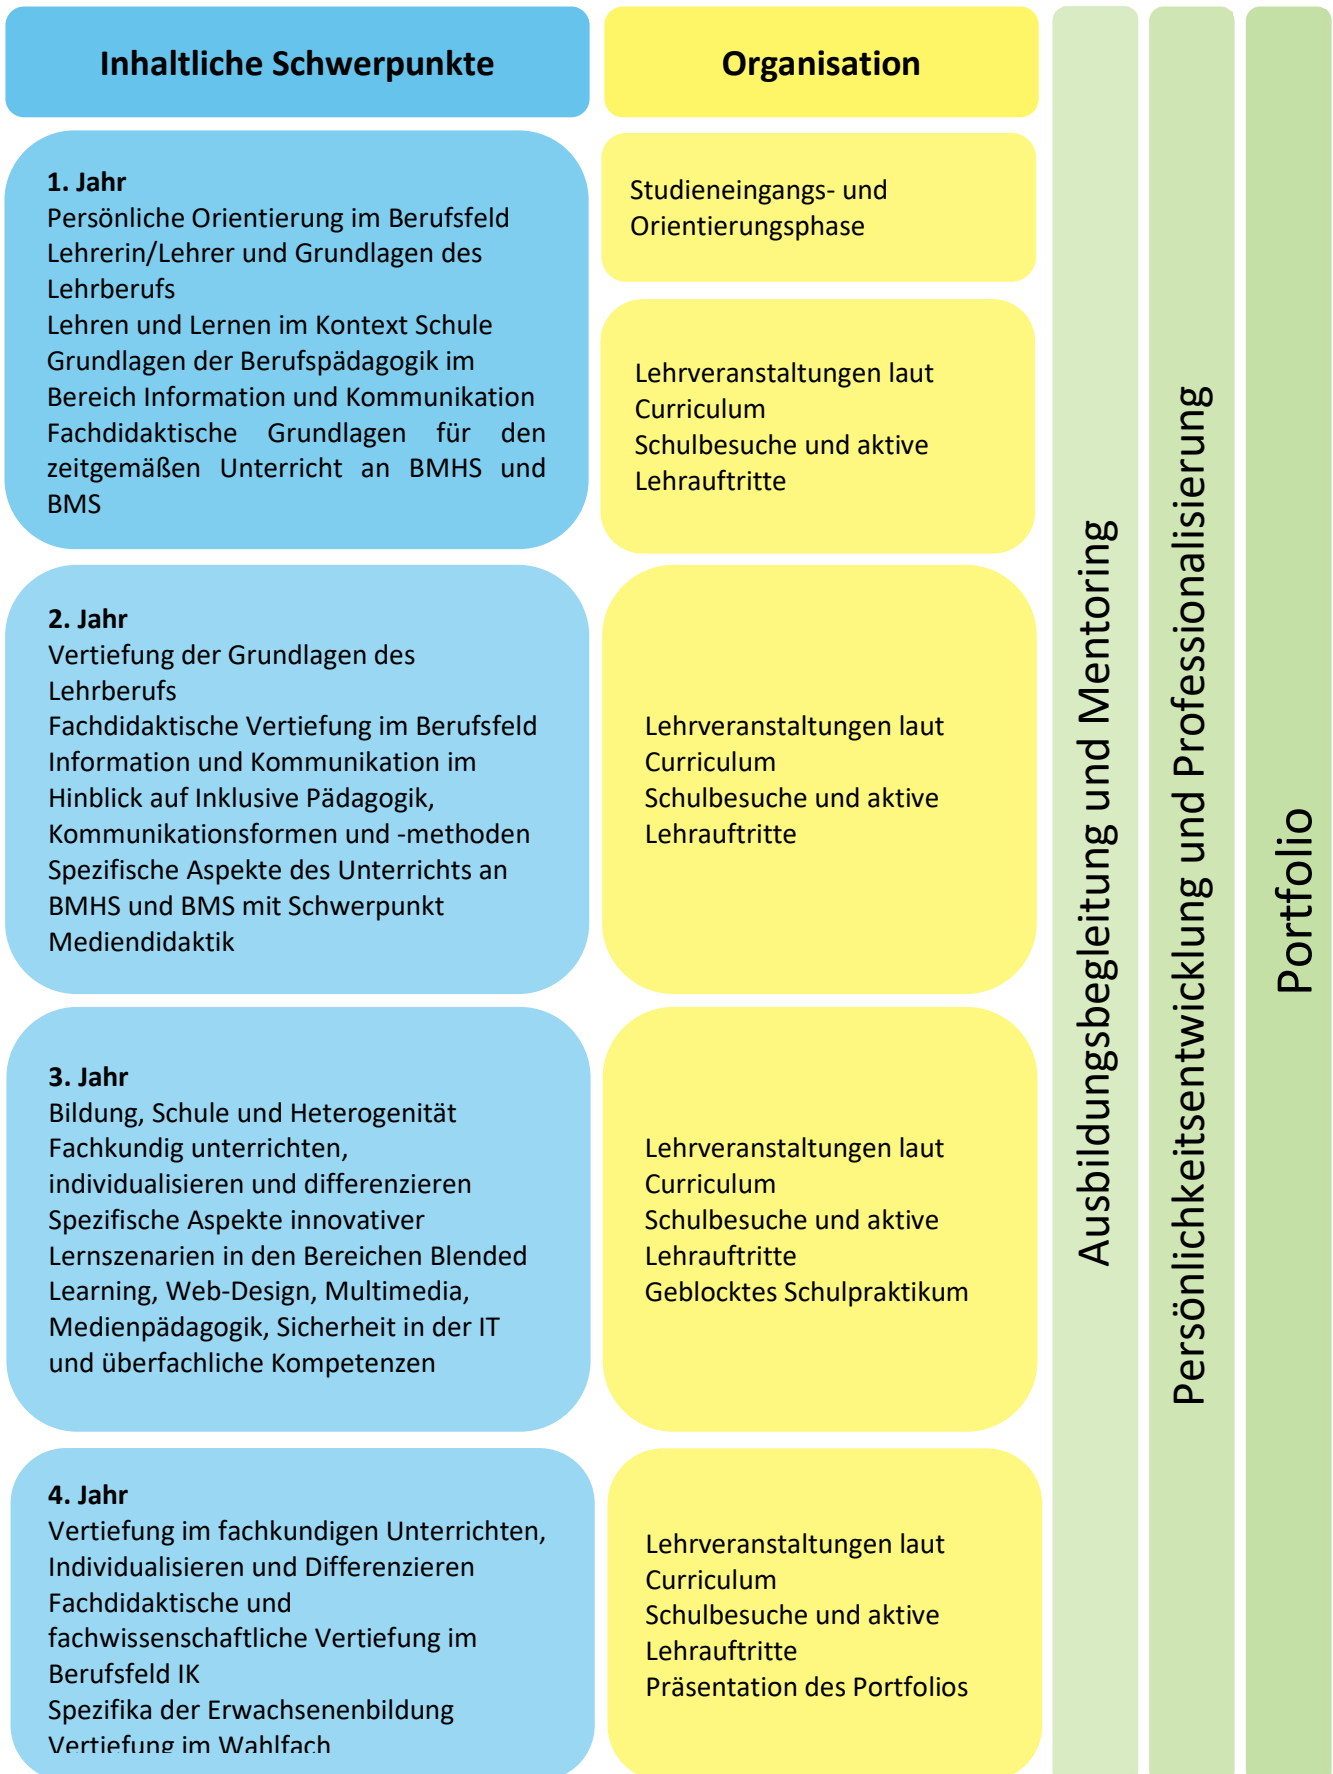 Inhaltliche Schwerpunkte
Organisation
1. Jahr
Persönliche Orientierung im Berufsfeld
Lehrerin/Lehrer und Grundlagen des
Lehrberufs
Lehren und Lernen im Kontext Schule
Grundlagen der Berufspädagogik im
Bereich Information und Kommunikation
Fachdidaktische Grundlagen für den
zeitgemäßen Unterricht an BMHS und
BMS
Studieneingangs- und
Orientierungsphase
Lehrveranstaltungen laut
Curriculum
Schulbesuche und aktive
Lehrauftritte
2. Jahr
Vertiefung der Grundlagen des
Lehrberufs
Fachdidaktische Vertiefung im Berufsfeld
Information und Kommunikation im
Hinblick auf Inklusive Pädagogik,
Kommunikationsformen und -methoden
Spezifische Aspekte des Unterrichts an
BMHS und BMS mit Schwerpunkt
Mediendidaktik
Lehrveranstaltungen laut
Curriculum
Schulbesuche und aktive
Lehrauftritte
3. Jahr
Bildung, Schule und Heterogenität
Fachkundig unterrichten,
individualisieren und differenzieren
Spezifische Aspekte innovativer
Lernszenarien in den Bereichen Blended
Learning, Web-Design, Multimedia,
Medienpädagogik, Sicherheit in der IT
und überfachliche Kompetenzen
Lehrveranstaltungen laut
Curriculum
Schulbesuche und aktive
Lehrauftritte
Geblocktes Schulpraktikum
4. Jahr
Vertiefung im fachkundigen Unterrichten,
Individualisieren und Differenzieren
Fachdidaktische und
fachwissenschaftliche Vertiefung im
Berufsfeld IK
Spezifika der Erwachsenenbildung
Vertiefung im Wahlfach
Lehrveranstaltungen laut
Curriculum
Schulbesuche und aktive
Lehrauftritte
Präsentation des Portfolios
Ausbildungsbegleitung und Mentoring
Persönlichkeitsentwicklung und Professionalisierung
Portfolio